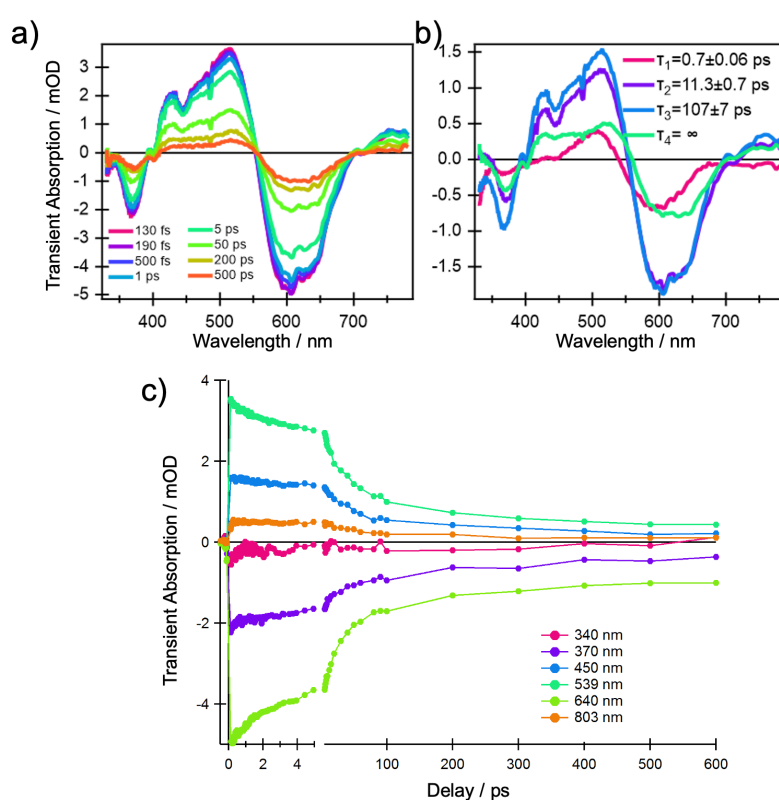 a)
Transient Absorption / mOD
3
2
1
0
-1
-2
-3
-4
-5
130 fs
190 fs
500 fs
1 ps
5 ps
50 ps
200 ps
500 ps
400
500
600
700
Wavelength / nm
b)
1.5
1.0
0.5
0.0
-0.5
-1.0
-1.5
τ1=0.7±0.06 ps
τ2=11.3±0.7 ps
τ3=107±7 ps
τ4= ∞
400
500
600
700
Wavelength / nm
c)
Transient Absorption / mOD
4
2
0
-2
-4
340 nm
370 nm
450 nm
539 nm
640 nm
803 nm
0
2
4
100
200
300
400
500
600
Delay / ps